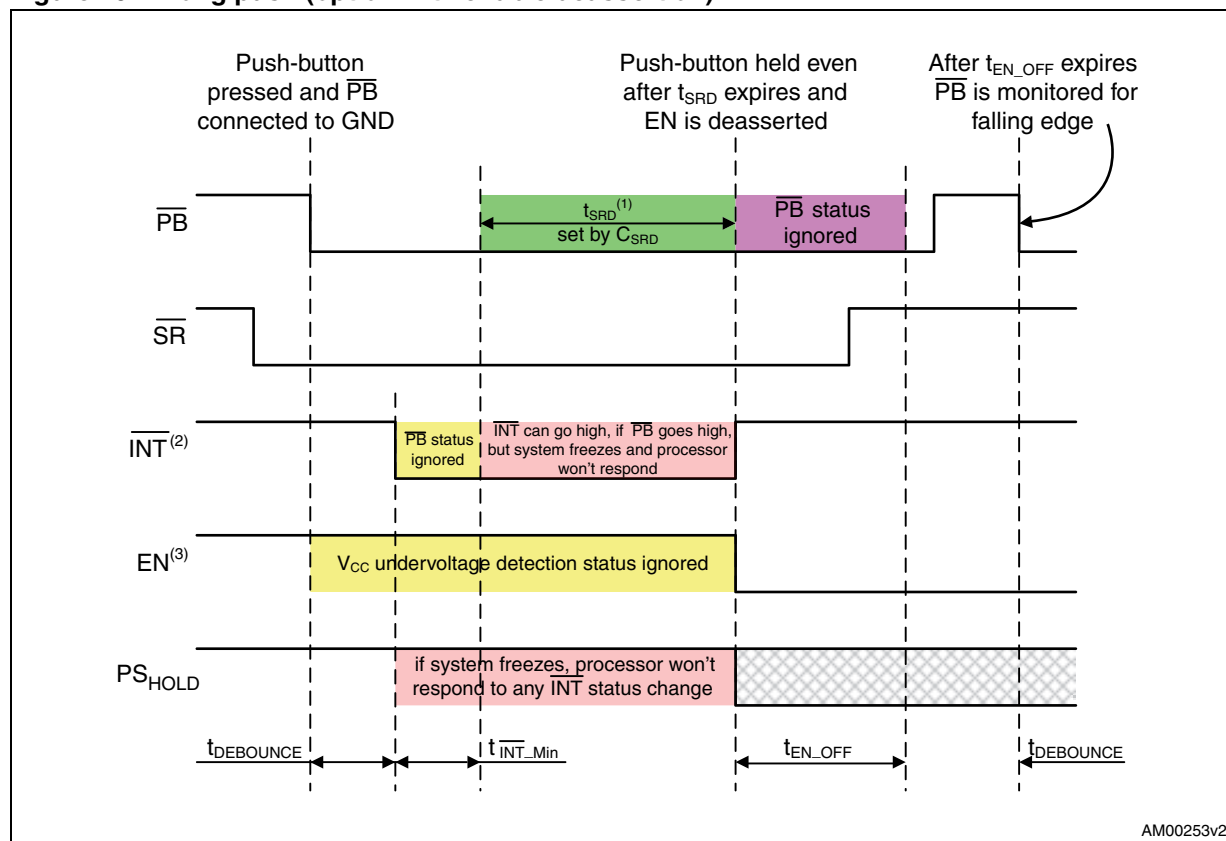 Push-button
pressed and PB
connected to GND
Push-button held even
after tSRD expires and
EN is deasserted
After tEN_OFF expires
PB is monitored for
falling edge
PB
tSRD(1)
set by CSRD
PB status
ignored
SR
INT(2)
PB status
ignored
INT can go high, if PB goes high,
but system freezes and processor
won't respond
EN(3)
VCC undervoltage detection status ignored
PSHOLD
if system freezes, processor won't
respond to any INT status change
tDEBOUNCE
tINT_Min
tEN_OFF
tDEBOUNCE
AM00253v2